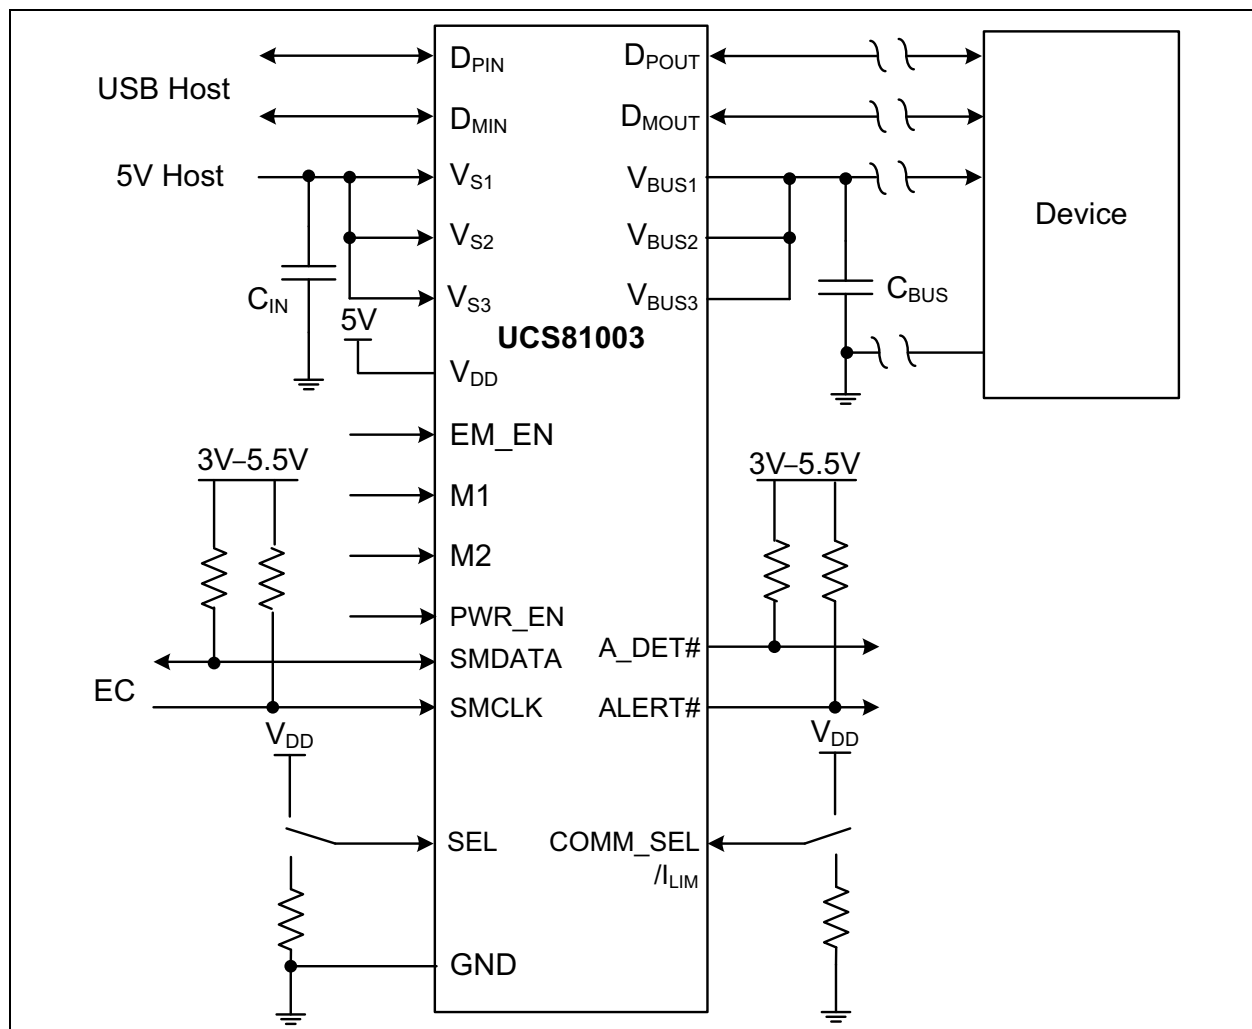 USB Host
5V Host
C_IN
5V
3V–5.5V
EC
V_DD
D_PIN
D_MIN
V_S1
V_S2
V_S3
V_DD
EM_EN
M1
M2
PWR_EN
SMDATA
SMCLK
SEL
GND
UCS81003
D_POUT
D_MOUT
V_BUS1
V_BUS2
V_BUS3
A_DET#
ALERT#
COMM_SEL
/I_LIM
C_BUS
3V–5.5V
V_DD
Device